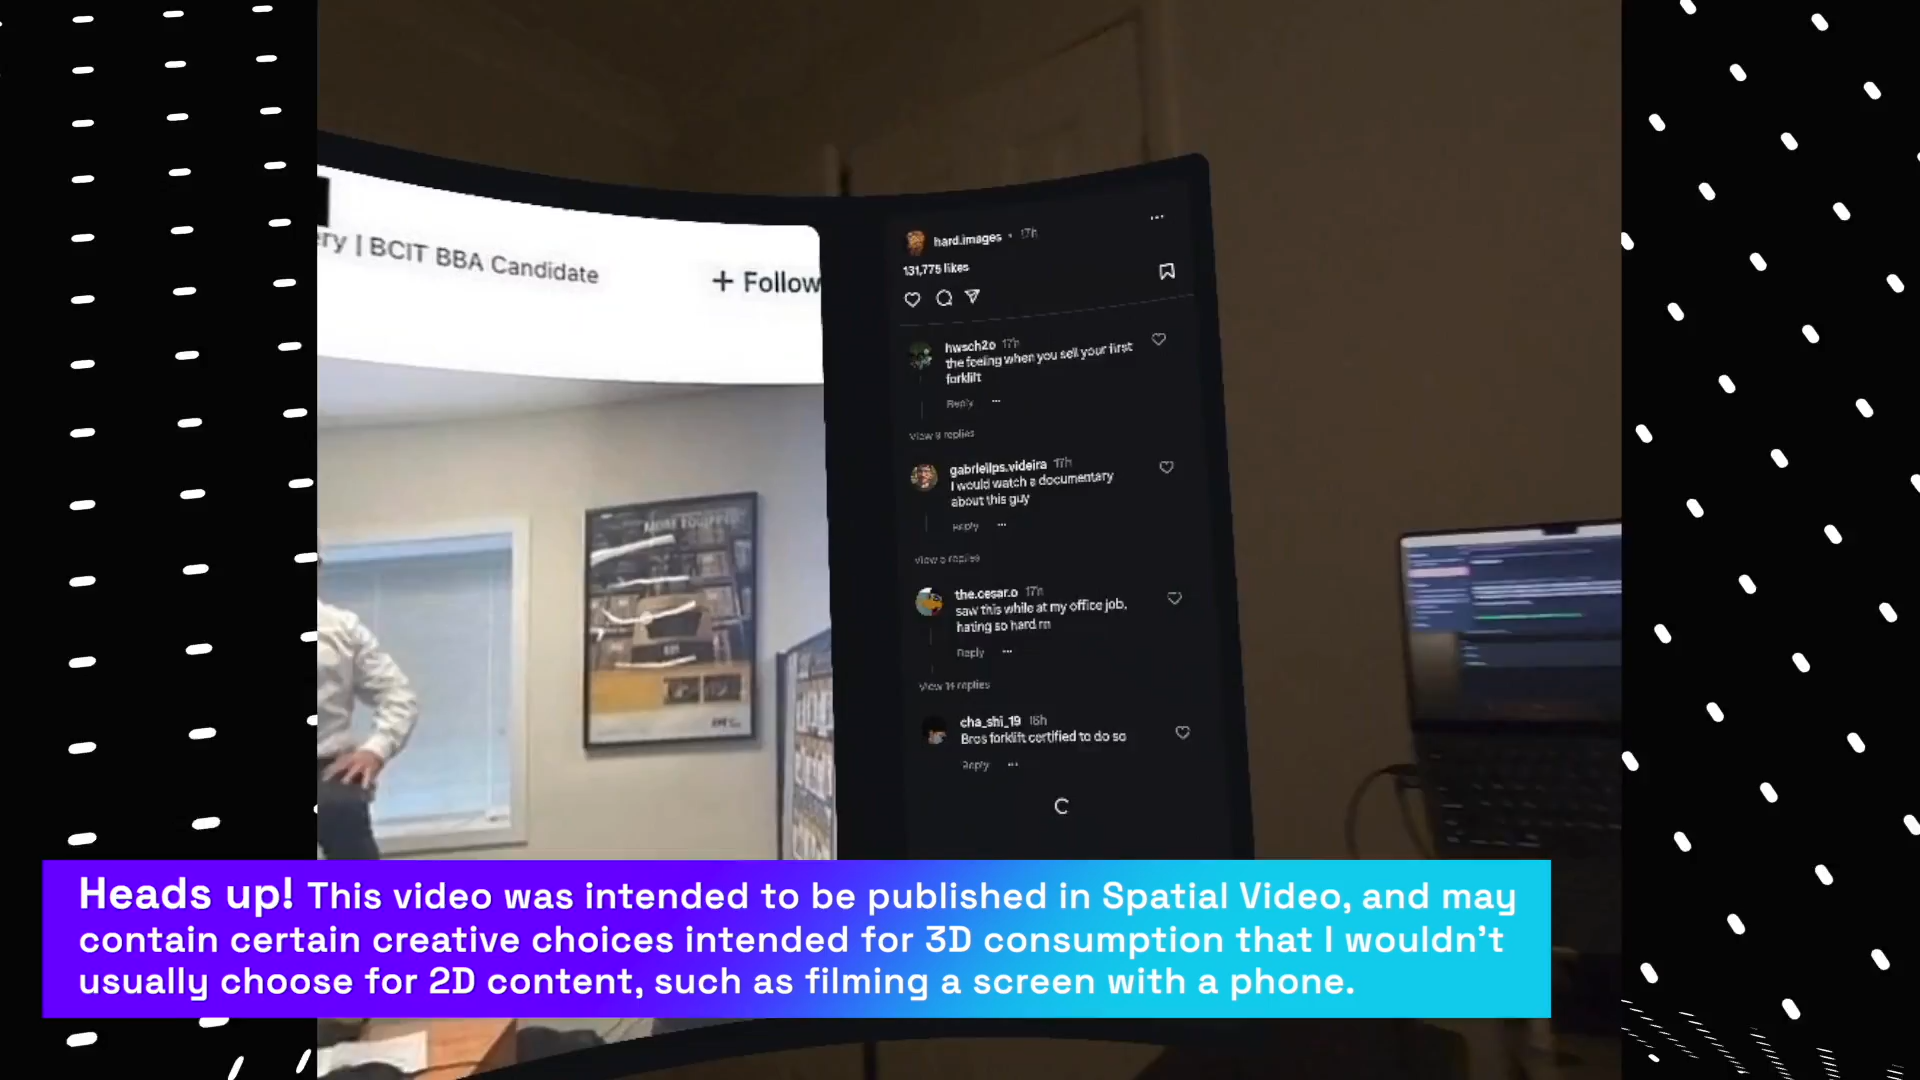 | BCIT BBA Candidate
+ Follow
hard.images • 17h
131,775 likes
hwsch2o 17h
the feeling when you sell your first
forklift
Reply
View 9 replies
gabriellps.videira 17h
I would watch a documentary
about this guy
Reply
replies
the.cesar.o 17h
saw this while at my office job,
hating so hard rn
Reply
replies
cha_shi_19 16h
Bros forklift certified to do so
Reply
Heads up! This video was intended to be published in Spatial Video, and may
contain certain creative choices intended for 3D consumption that I wouldn't
usually choose for 2D content, such as filming a screen with a phone.